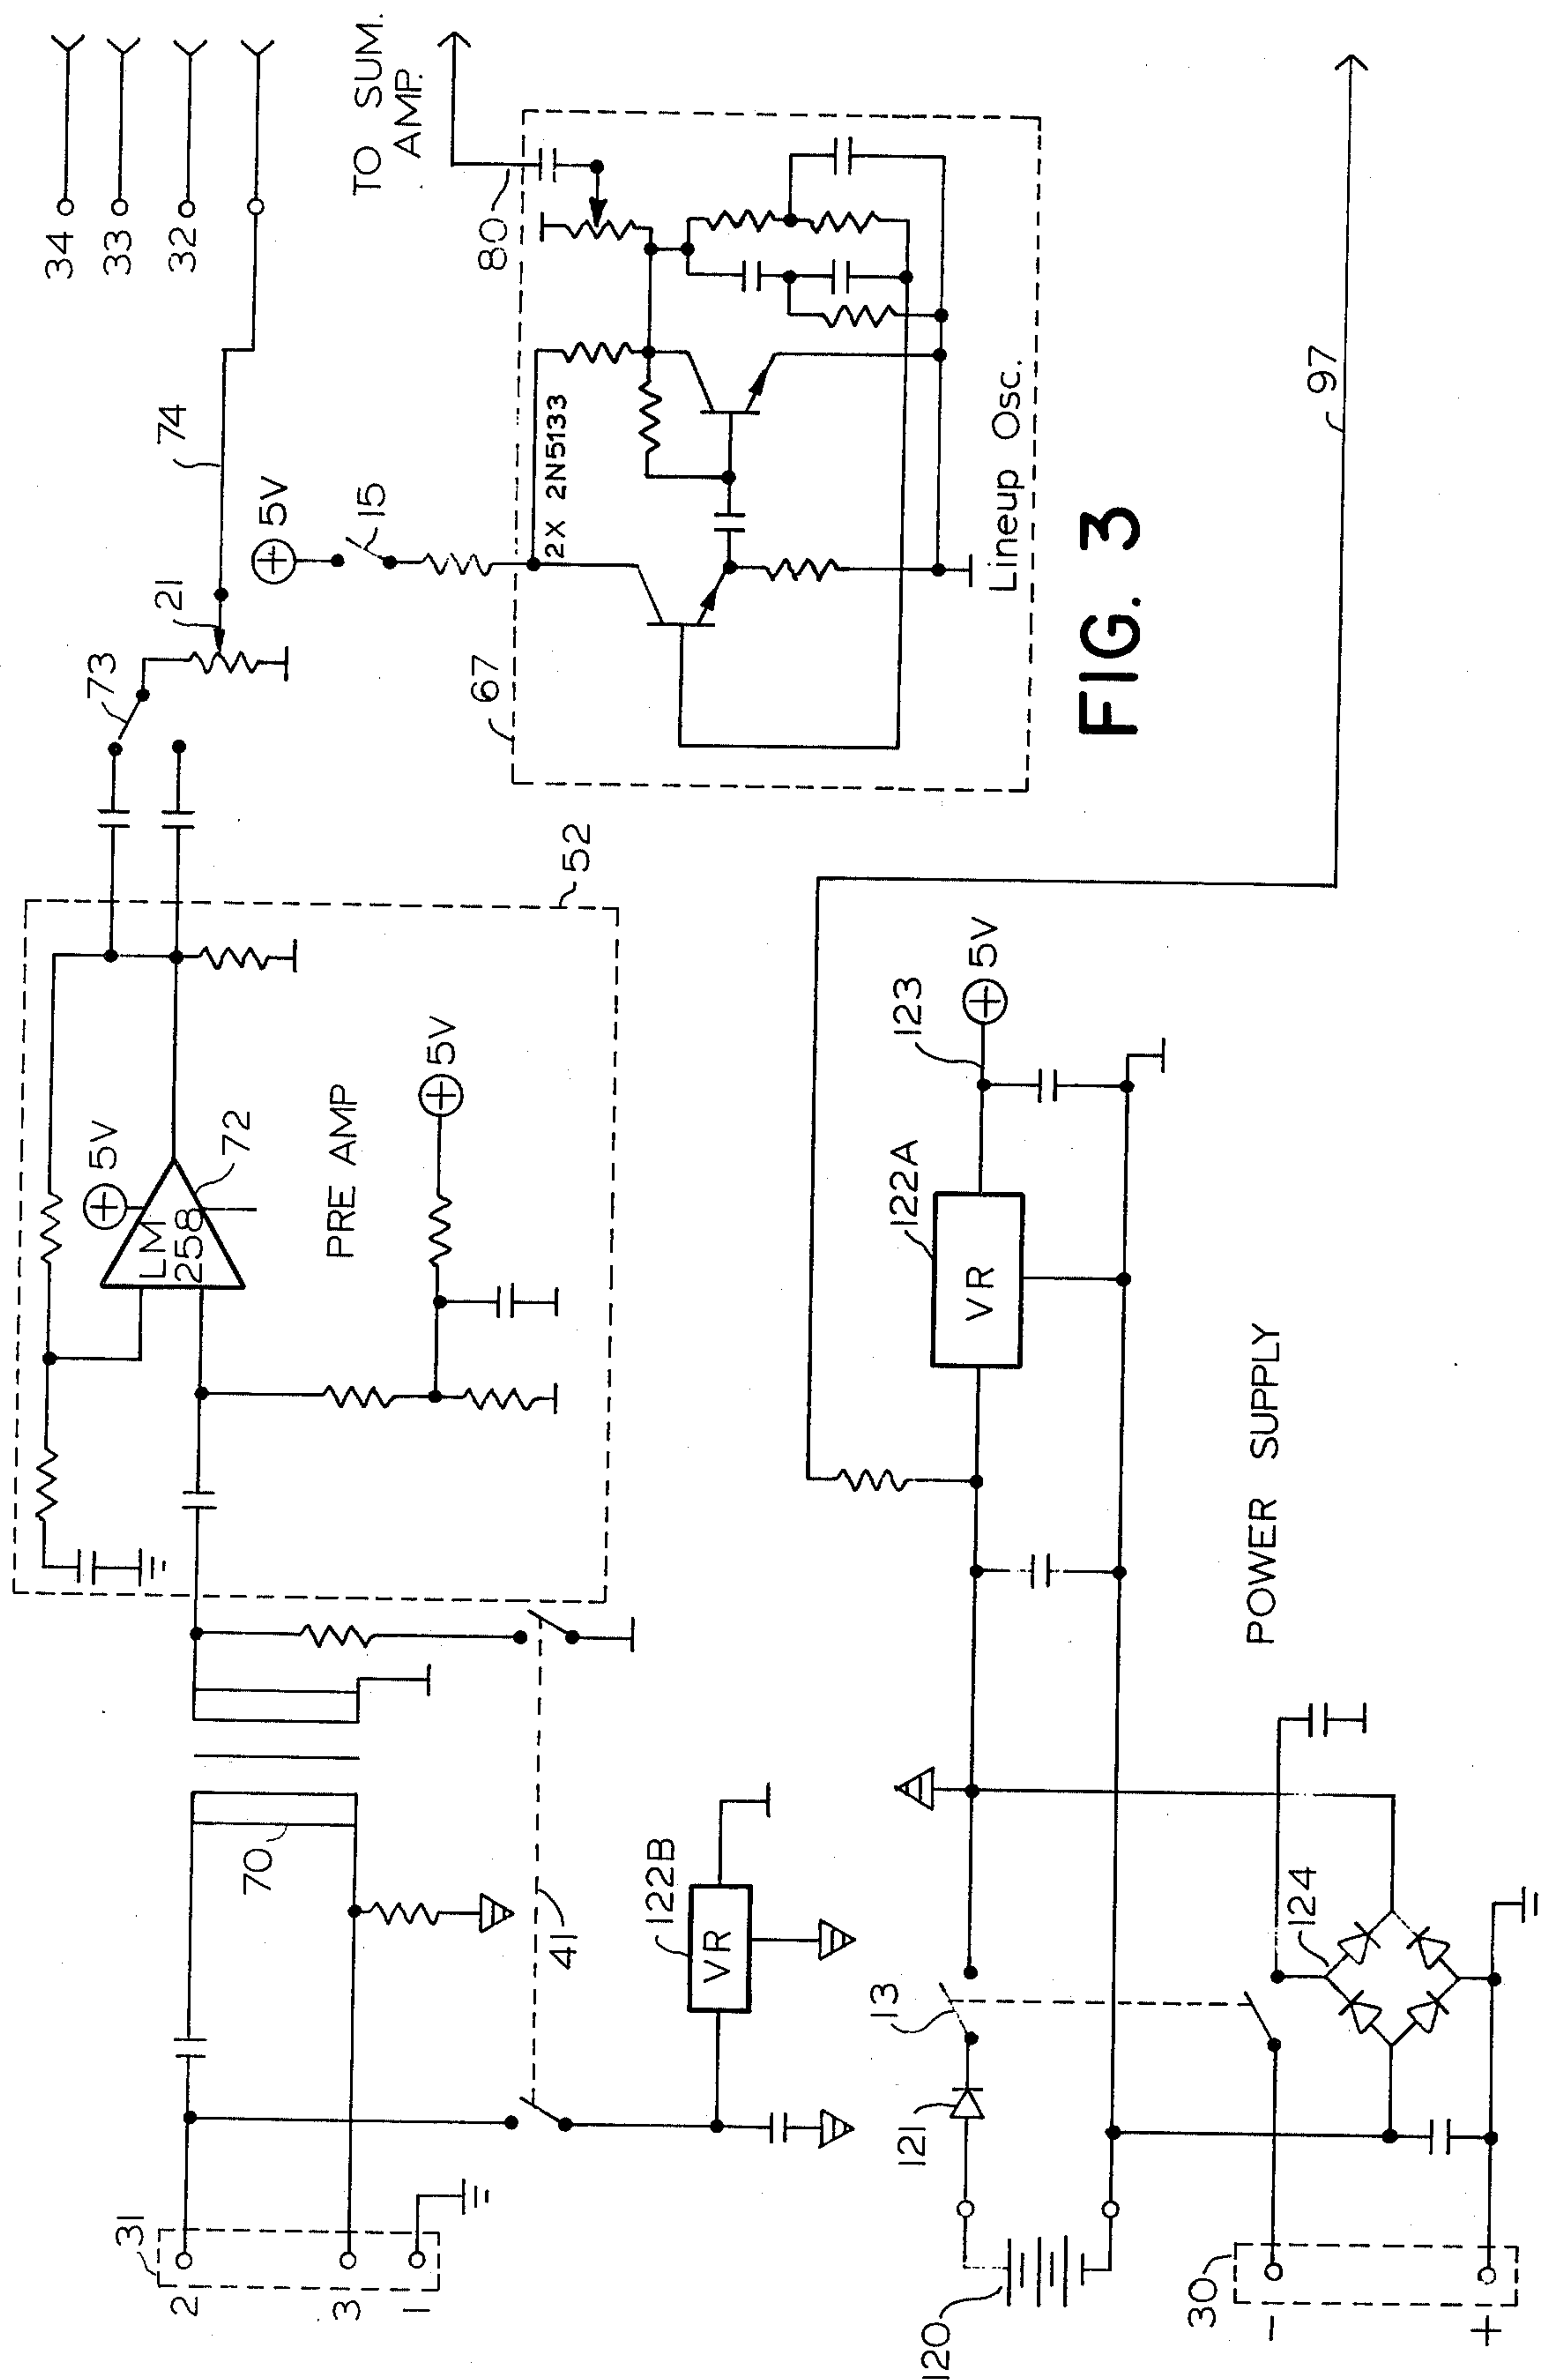 34
33
32
74
TO SUM.
AMP.
80
73
21
5V
15
67
2X 2N5133
Lineup Osc.
FIG. 3
52
5V
LM
258
72
PRE AMP
5V
97
31
2
3
1
70
41
122B
VR
122A
VR
123
5V
POWER SUPPLY
13
121
120
124
30
-
+